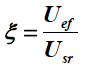 ξ = U_ef / U_sr